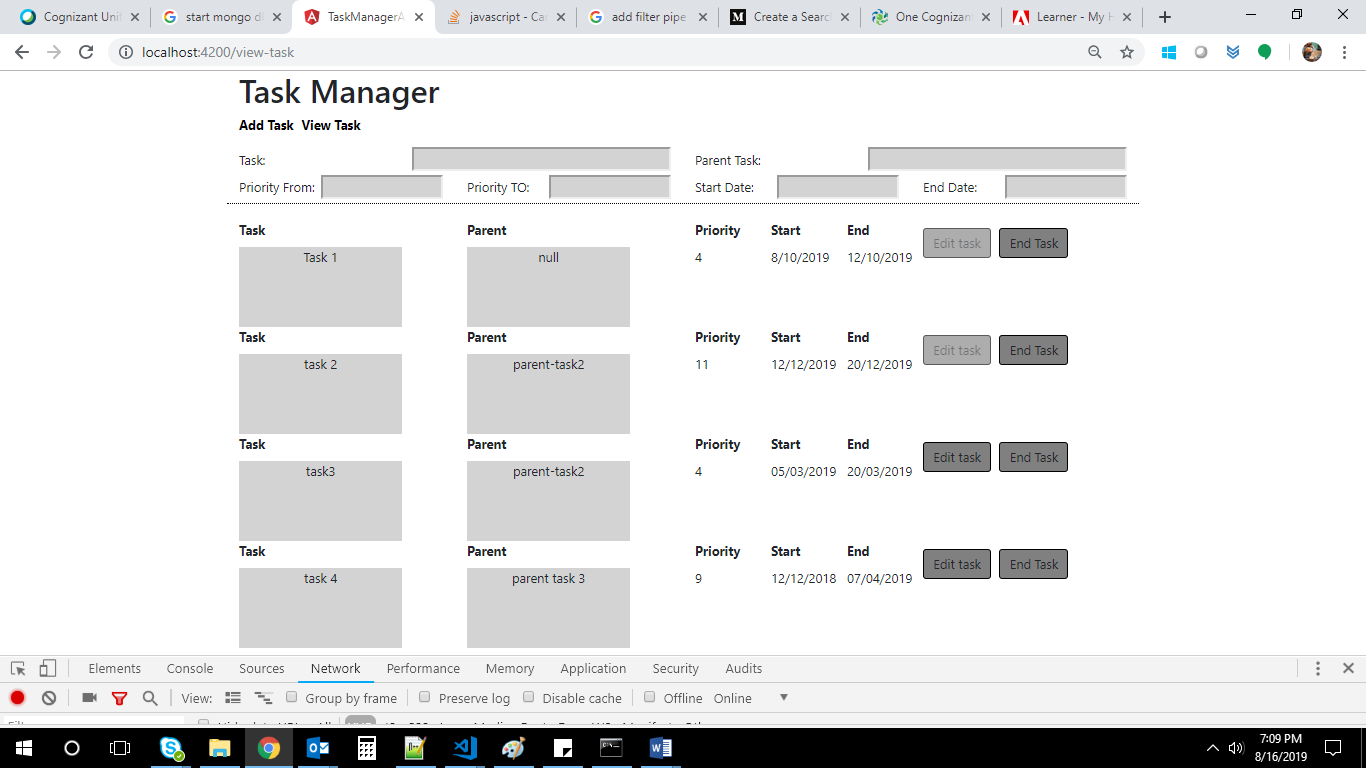 Cognizant Uni
start mongo d
TaskManagerA
javascript - Ca
add filter pipe
Create a Searc
One Cognizan
Learner - My H
localhost:4200/view-task
Task Manager
Add Task View Task
Task: Parent Task:
Priority From: Priority TO: Start Date: End Date:
Task Parent Priority Start End Edit task End Task
Task 1 null 4 8/10/2019 12/10/2019
Task Parent Priority Start End Edit task End Task
task 2 parent-task2 11 12/12/2019 20/12/2019
Task Parent Priority Start End Edit task End Task
task3 parent-task2 4 05/03/2019 20/03/2019
Task Parent Priority Start End Edit task End Task
task 4 parent task 3 9 12/12/2018 07/04/2019
Elements Console Sources Network Performance Memory Application Security Audits
View: Group by frame Preserve log Disable cache Offline Online
7:09 PM
8/16/2019